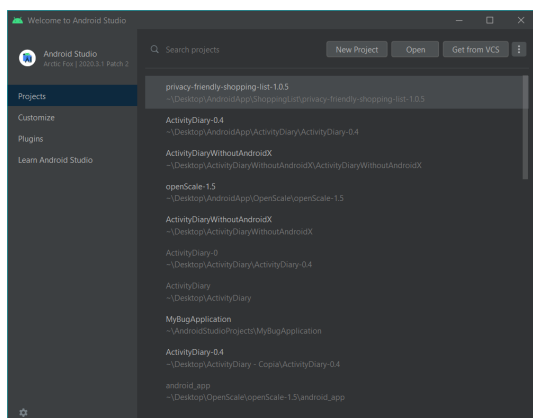 Welcome to Android Studio
Android Studio
Arctic Fox | 2020.3.1 Patch 2
Search projects
New Project
Open
Get from VCS
Projects
Customize
Plugins
Learn Android Studio
privacy-friendly-shopping-list-1.0.5
~\Desktop\AndroidApp\ShoppingList\privacy-friendly-shopping-list-1.0.5
ActivityDiary-0.4
~\Desktop\AndroidApp\ActivityDiary\ActivityDiary-0.4
ActivityDiaryWithoutAndroidX
~\Desktop\ActivityDiaryWithoutAndroidX\ActivityDiaryWithoutAndroidX
openScale-1.5
~\Desktop\AndroidApp\OpenScale\openScale-1.5
ActivityDiaryWithoutAndroidX
~\Desktop\ActivityDiaryWithoutAndroidX
ActivityDiary-0
~\Desktop\ActivityDiary\ActivityDiary-0.4
ActivityDiary
~\Desktop\ActivityDiary
MyBugApplication
~\AndroidStudioProjects\MyBugApplication
ActivityDiary-0.4
~\Desktop\ActivityDiary - Copia\ActivityDiary-0.4
android_app
~\Desktop\OpenScale\openScale-1.5\android_app